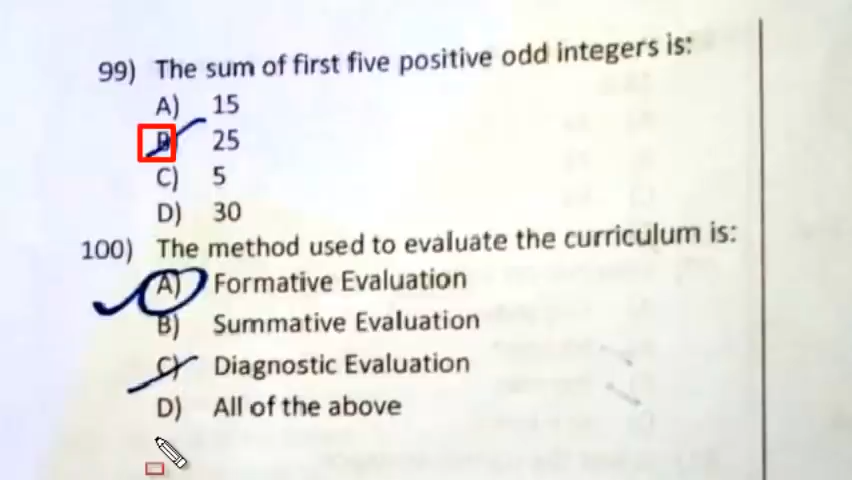 99) The sum of first five positive odd integers is:
A) 15
B) 25
C) 5
D) 30
100) The method used to evaluate the curriculum is:
A) Formative Evaluation
B) Summative Evaluation
C) Diagnostic Evaluation
D) All of the above